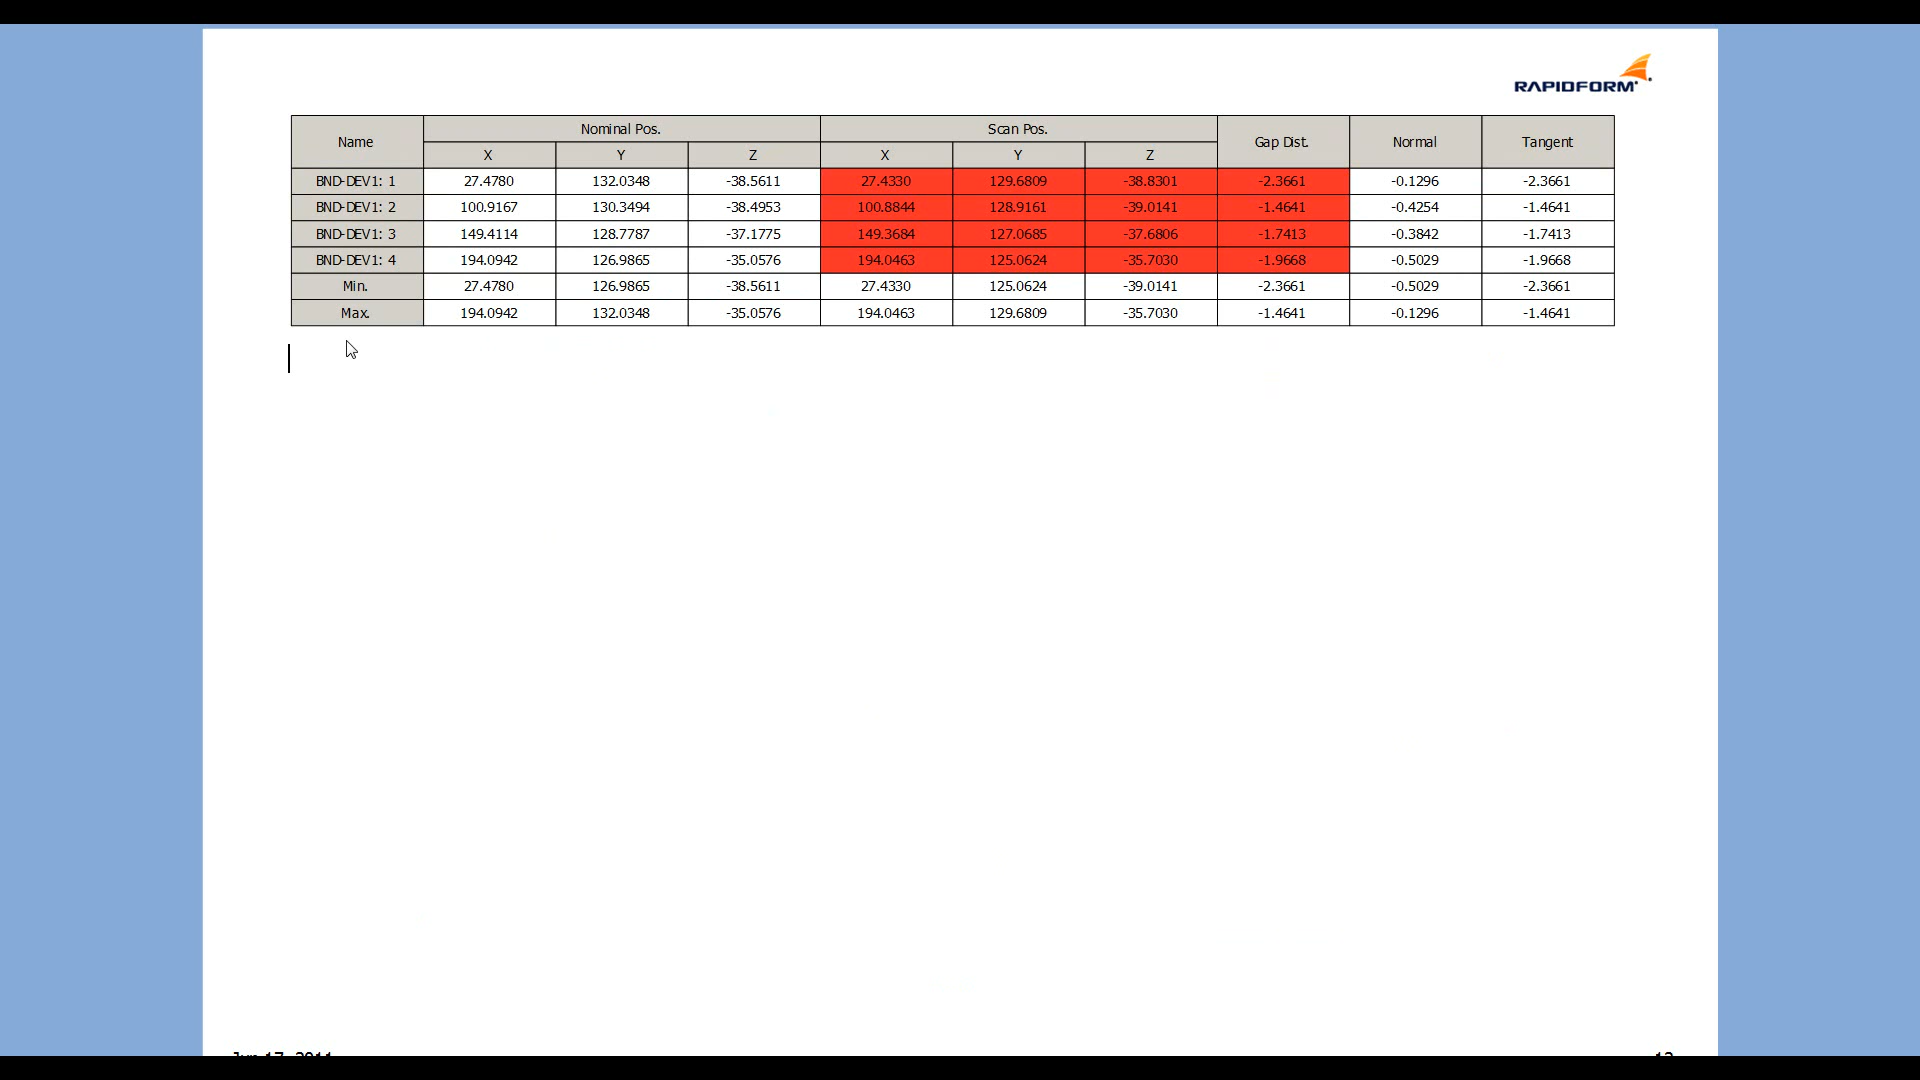 RAPIDFORM
Name Nominal Pos. Scan Pos. Gap Dist. Normal Tangent
X Y Z X Y Z
BND-DEV1: 1 27.4780 132.0348 -38.5611 27.4330 129.6809 -38.8301 -2.3661 -0.1296 -2.3661
BND-DEV1: 2 100.9167 130.3494 -38.4953 100.8844 128.9161 -39.0141 -1.4641 -0.4254 -1.4641
BND-DEV1: 3 149.4114 128.7787 -37.1775 149.3684 127.0685 -37.6806 -1.7413 -0.3842 -1.7413
BND-DEV1: 4 194.0942 126.9865 -35.0576 194.0463 125.0624 -35.7030 -1.9668 -0.5029 -1.9668
Min. 27.4780 126.9865 -38.5611 27.4330 125.0624 -39.0141 -2.3661 -0.5029 -2.3661
Max. 194.0942 132.0348 -35.0576 194.0463 129.6809 -35.7030 -1.4641 -0.1296 -1.4641